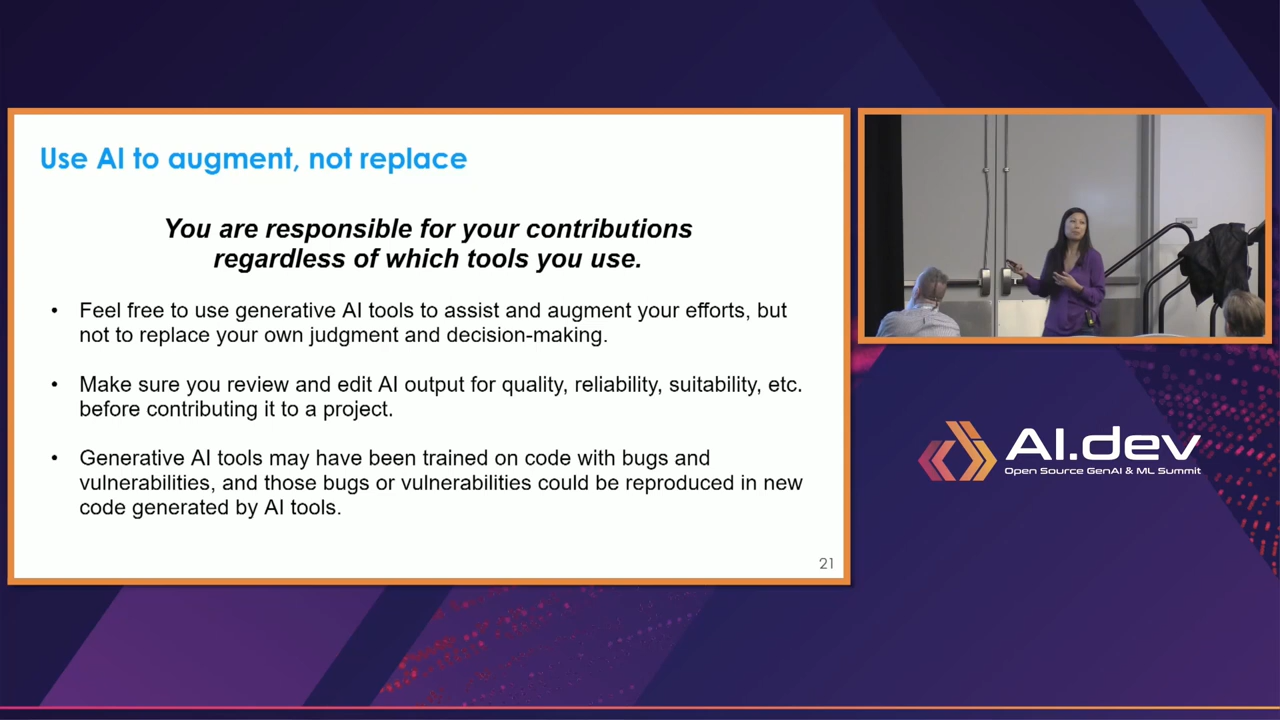 Use AI to augment, not replace
You are responsible for your contributions
regardless of which tools you use.
• Feel free to use generative AI tools to assist and augment your efforts, but
not to replace your own judgment and decision-making.
• Make sure you review and edit AI output for quality, reliability, suitability, etc.
before contributing it to a project.
• Generative AI tools may have been trained on code with bugs and
vulnerabilities, and those bugs or vulnerabilities could be reproduced in new
code generated by AI tools.
21
AI.dev
Open Source GenAI & ML Summit